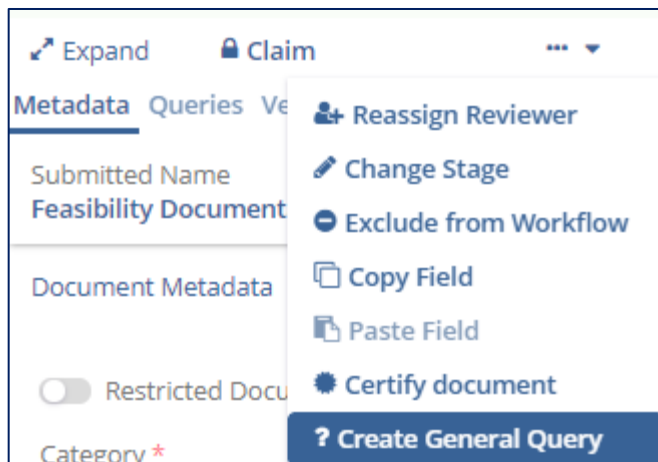 Expand Claim
Metadata Queries Ve
Reassign Reviewer
Submitted Name
Change Stage
Feasibility Document
Exclude from Workflow
Document Metadata
Copy Field
Paste Field
Restricted Docu
Certify document
Category *
? Create General Query